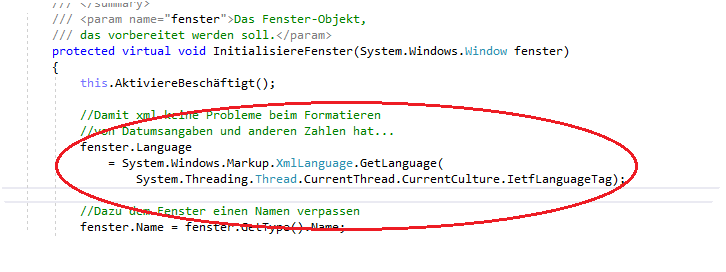 /// </summary>
/// <param name="fenster">Das Fenster-Objekt,
/// das vorbereitet werden soll.</param>
protected virtual void InitialisiereFenster(System.Windows.Window fenster)
{
this.AktiviereBeschäftigt();
//Damit xml keine Probleme beim Formatieren
//von Datumsangaben und anderen Zahlen hat...
fenster.Language
= System.Windows.Markup.XmlLanguage.GetLanguage(
System.Threading.Thread.CurrentThread.CurrentCulture.IetfLanguageTag);
//Dazu dem Fenster einen Namen verpassen
fenster.Name = fenster.GetType().Name;